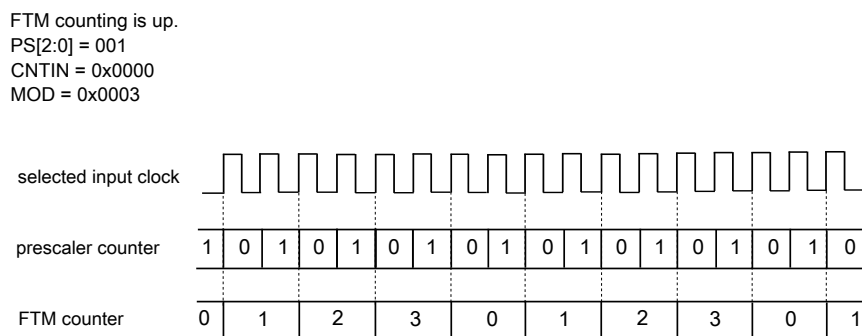 FTM counting is up.
PS[2:0] = 001
CNTIN = 0x0000
MOD = 0x0003
selected input clock
prescaler counter 1 0 1 0 1 0 1 0 1 0 1 0 1 0 1 0 1 0
FTM counter 0 1 2 3 0 1 2 3 0 1